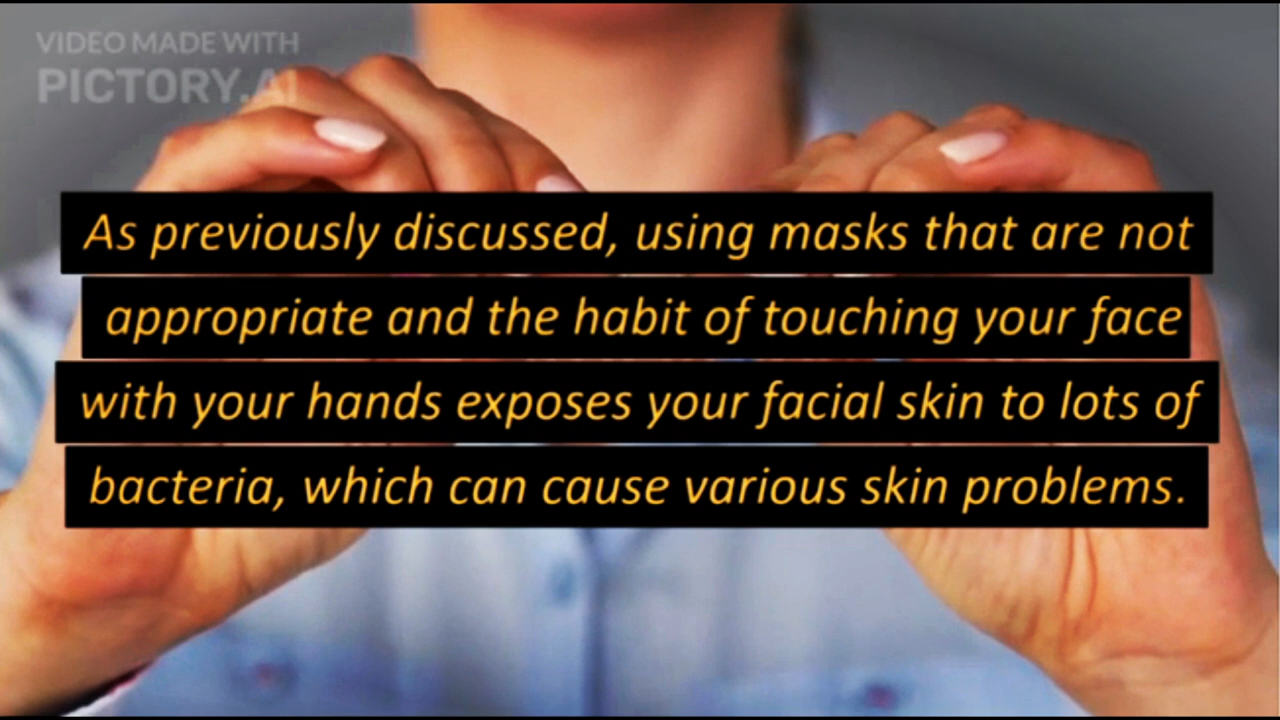 VIDEO MADE WITH
PICTORY.AI
As previously discussed, using masks that are not
appropriate and the habit of touching your face
with your hands exposes your facial skin to lots of
bacteria, which can cause various skin problems.